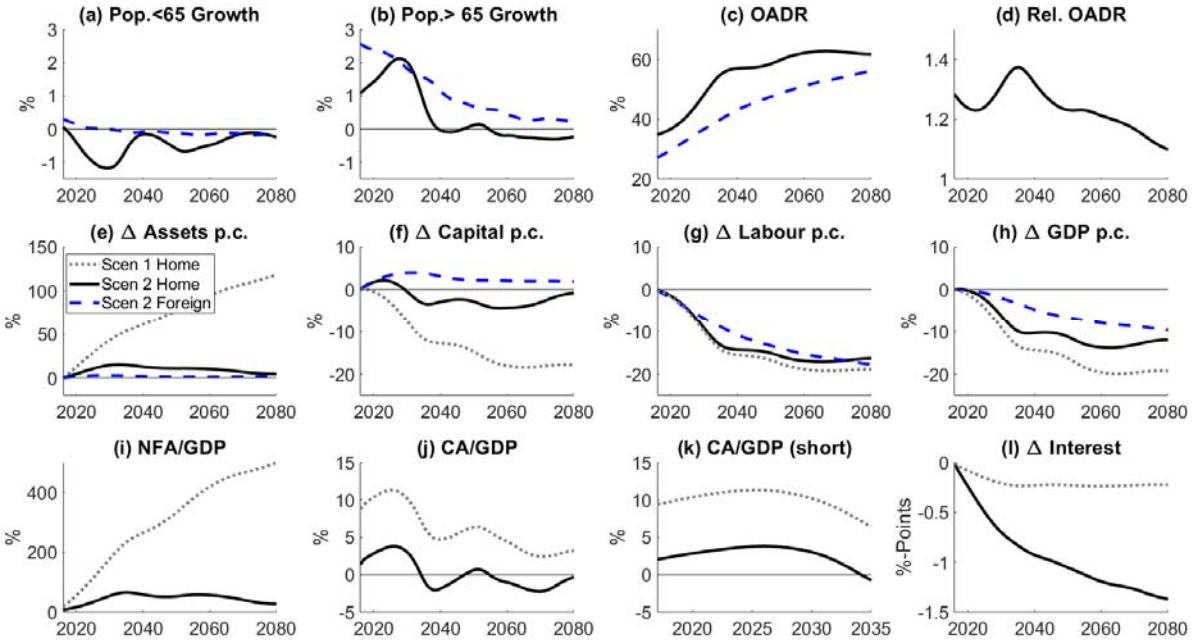 (a) Pop.<65 Growth
(b) Pop.> 65 Growth
(c) OADR
(d) Rel. OADR
%
3
2
1
0
-1
2020 2040 2060 2080
%
3
2
1
0
-1
2020 2040 2060 2080
%
60
40
20
2020 2040 2060 2080
1.4
1.2
1
2020 2040 2060 2080
(e) Δ Assets p.c.
(f) Δ Capital p.c.
(g) Δ Labour p.c.
(h) Δ GDP p.c.
%
150
100
50
0
Scen 1 Home
Scen 2 Home
Scen 2 Foreign
2020 2040 2060 2080
%
10
0
-10
-20
2020 2040 2060 2080
%
10
0
-10
-20
2020 2040 2060 2080
%
10
0
-10
-20
2020 2040 2060 2080
(i) NFA/GDP
(j) CA/GDP
(k) CA/GDP (short)
(l) Δ Interest
%
400
200
0
2020 2040 2060 2080
%
15
10
5
0
-5
2020 2040 2060 2080
%
15
10
5
0
-5
2020 2025 2030 2035
%-Points
0
-0.5
-1
-1.5
2020 2040 2060 2080